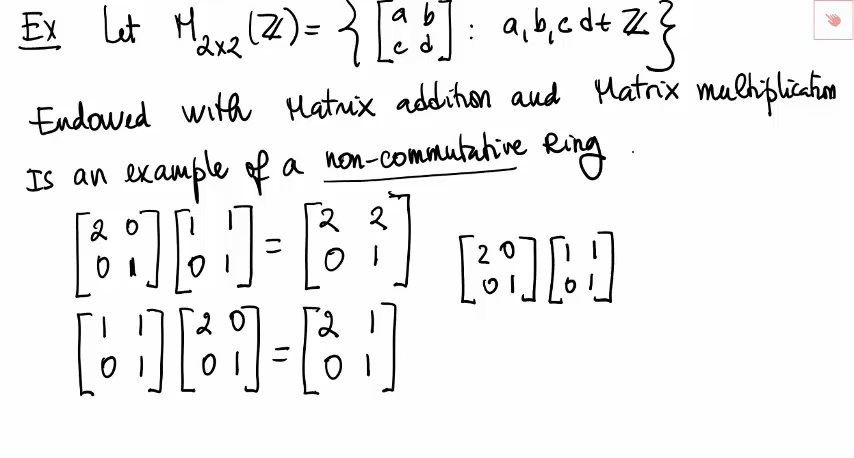 Ex Let M₂ₓ₂(ℤ) = { [a b; c d] : a, b, c d ∈ ℤ }
Endowed with Matrix addition and Matrix multiplication
Is an example of a non-commutative Ring.
[2 0; 0 1] [1 1; 0 1] = [2 2; 0 1]
[2 0; 0 1] [1 1; 0 1]
[1 1; 0 1] [2 0; 0 1] = [2 1; 0 1]